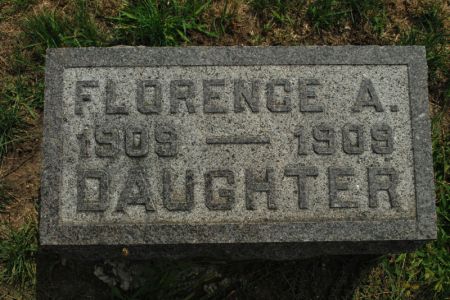 FLORENCE A.
1909 — 1909
DAUGHTER